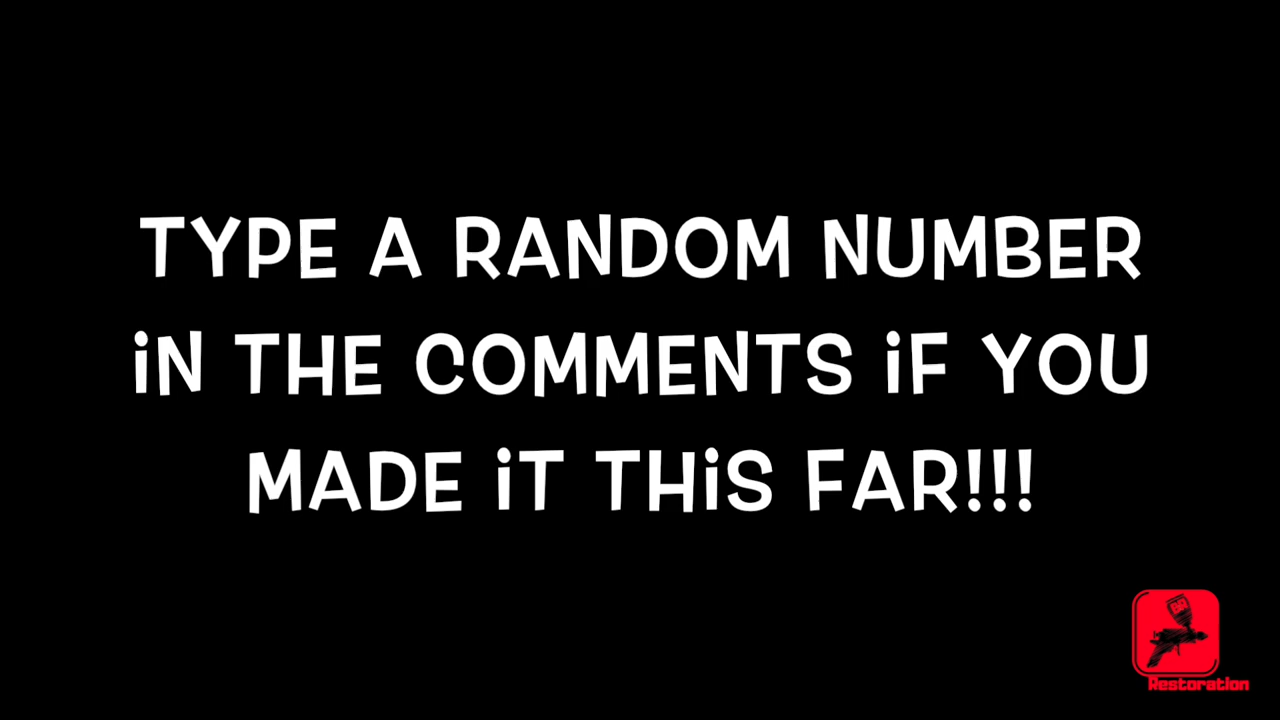 TYPE A RANDOM NUMBER
iN THE COMMENTS iF YOU
MADE iT THiS FAR!!!
Restoration